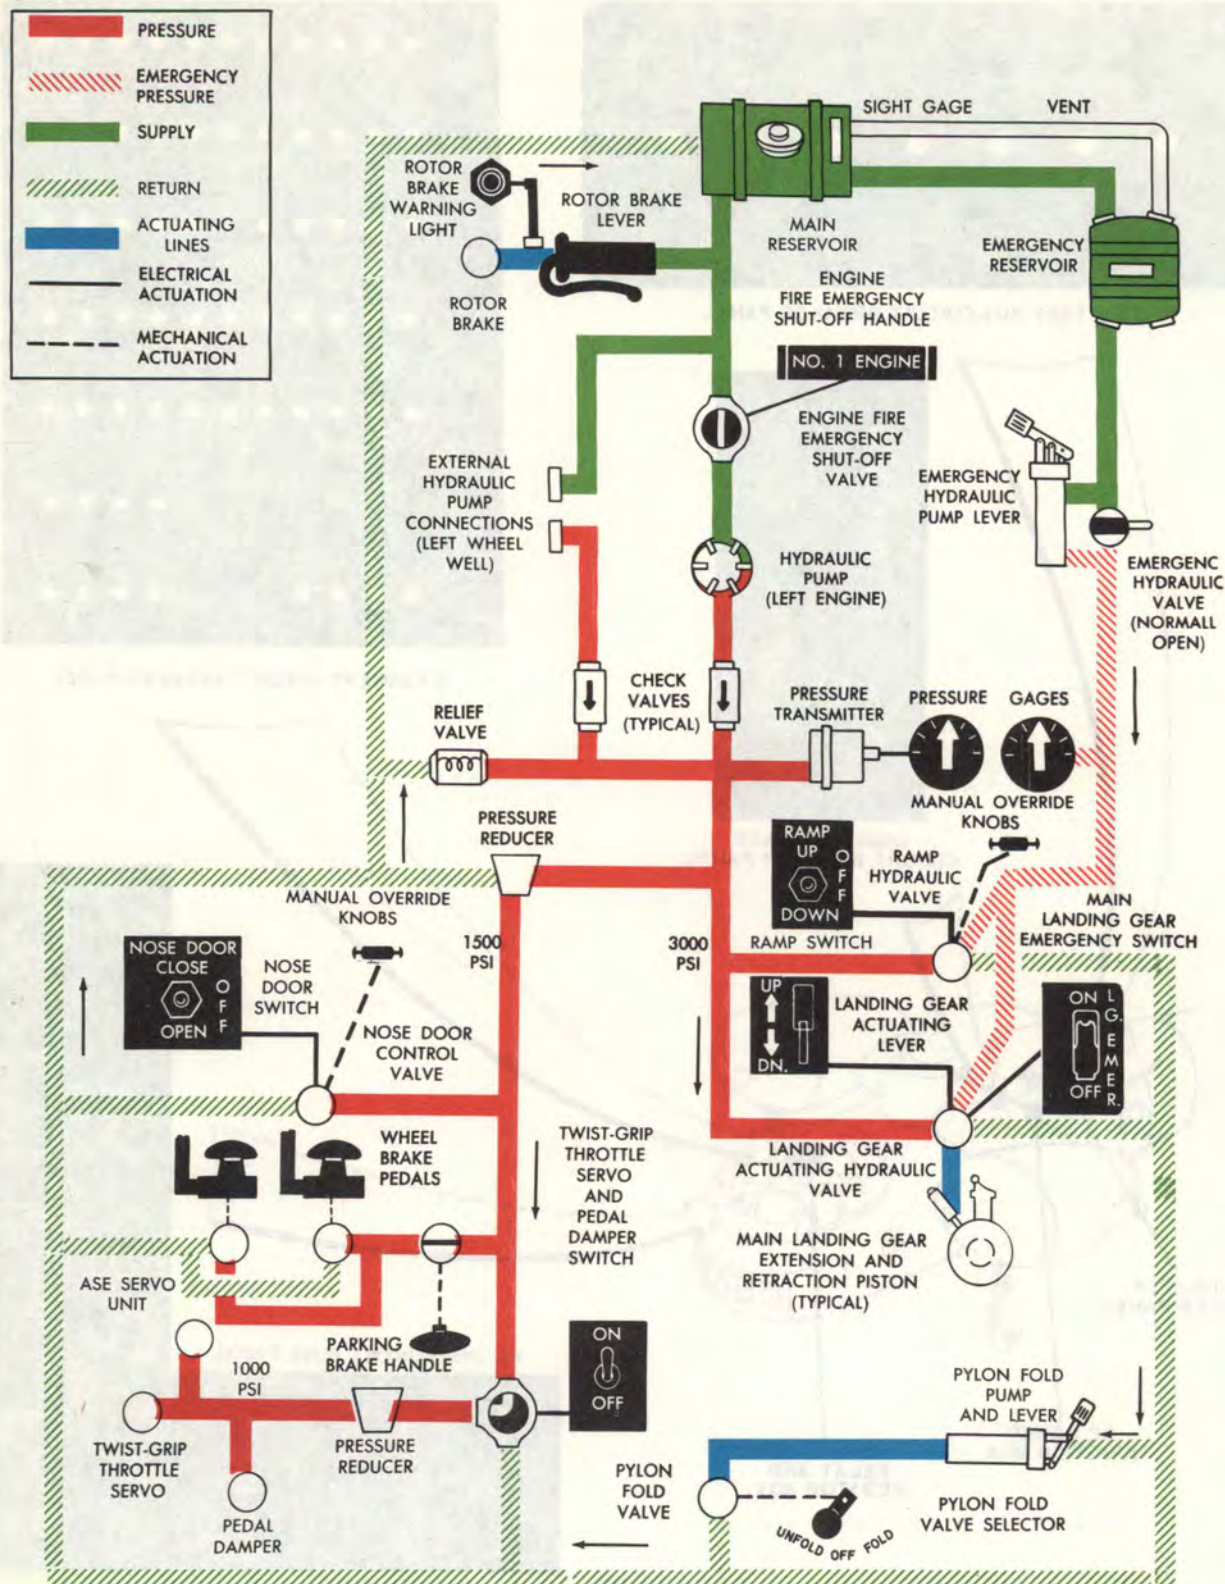 PRESSURE
EMERGENCY
PRESSURE
SUPPLY
RETURN
ACTUATING
LINES
ELECTRICAL
ACTUATION
MECHANICAL
ACTUATION
SIGHT GAGE
VENT
ROTOR
BRAKE
WARNING
LIGHT
ROTOR BRAKE
LEVER
MAIN
RESERVOIR
EMERGENCY
RESERVOIR
ROTOR
BRAKE
ENGINE
FIRE EMERGENCY
SHUT-OFF HANDLE
NO. 1 ENGINE
ENGINE FIRE
EMERGENCY
SHUT-OFF
VALVE
EXTERNAL
HYDRAULIC
PUMP
CONNECTIONS
(LEFT WHEEL
WELL)
EMERGENCY
HYDRAULIC
PUMP LEVER
HYDRAULIC
PUMP
(LEFT ENGINE)
EMERGENC
HYDRAULIC
VALVE
(NORMALL
OPEN)
CHECK
VALVES
(TYPICAL)
PRESSURE
TRANSMITTER
PRESSURE
GAGES
RELIEF
VALVE
MANUAL OVERRIDE
KNOBS
PRESSURE
REDUCER
RAMP
UP
OFF
DOWN
RAMP
HYDRAULIC
VALVE
MANUAL OVERRIDE
KNOBS
MAIN
LANDING GEAR
EMERGENCY SWITCH
1500
PSI
3000
PSI
RAMP SWITCH
NOSE DOOR
CLOSE
OFF
OPEN
NOSE
DOOR
SWITCH
NOSE DOOR
CONTROL
VALVE
UP
DN.
LANDING GEAR
ACTUATING
LEVER
ON
OFF
LG. EMER.
WHEEL
BRAKE
PEDALS
TWIST-GRIP
THROTTLE
SERVO
AND
PEDAL
DAMPER
SWITCH
LANDING GEAR
ACTUATING HYDRAULIC
VALVE
MAIN LANDING GEAR
EXTENSION AND
RETRACTION PISTON
(TYPICAL)
ASE SERVO
UNIT
PARKING
BRAKE HANDLE
ON
OFF
1000
PSI
TWIST-GRIP
THROTTLE
SERVO
PRESSURE
REDUCER
PEDAL
DAMPER
PYLON FOLD
PUMP
AND LEVER
PYLON
FOLD
VALVE
UNFOLD OFF FOLD
PYLON FOLD
VALVE SELECTOR